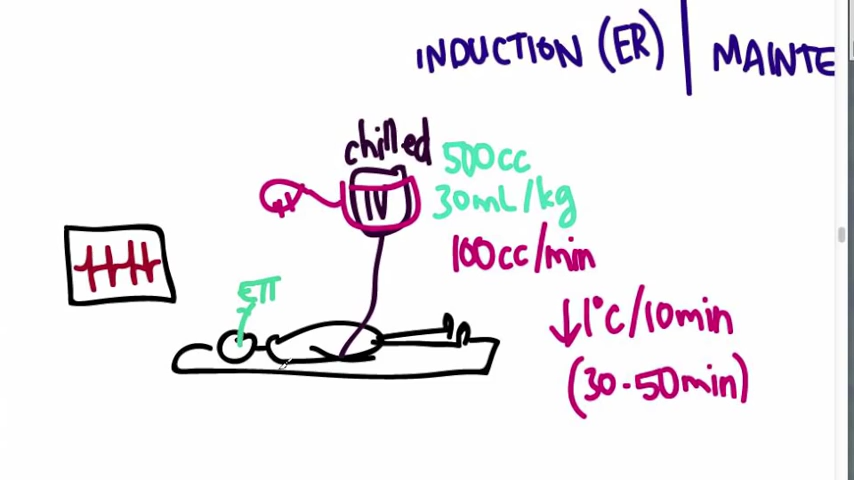 INDUCTION (ER) | MAINTE
chilled
IV
500cc
30mL/kg
100cc/min
ETT
↓1°C/10min
(30-50min)